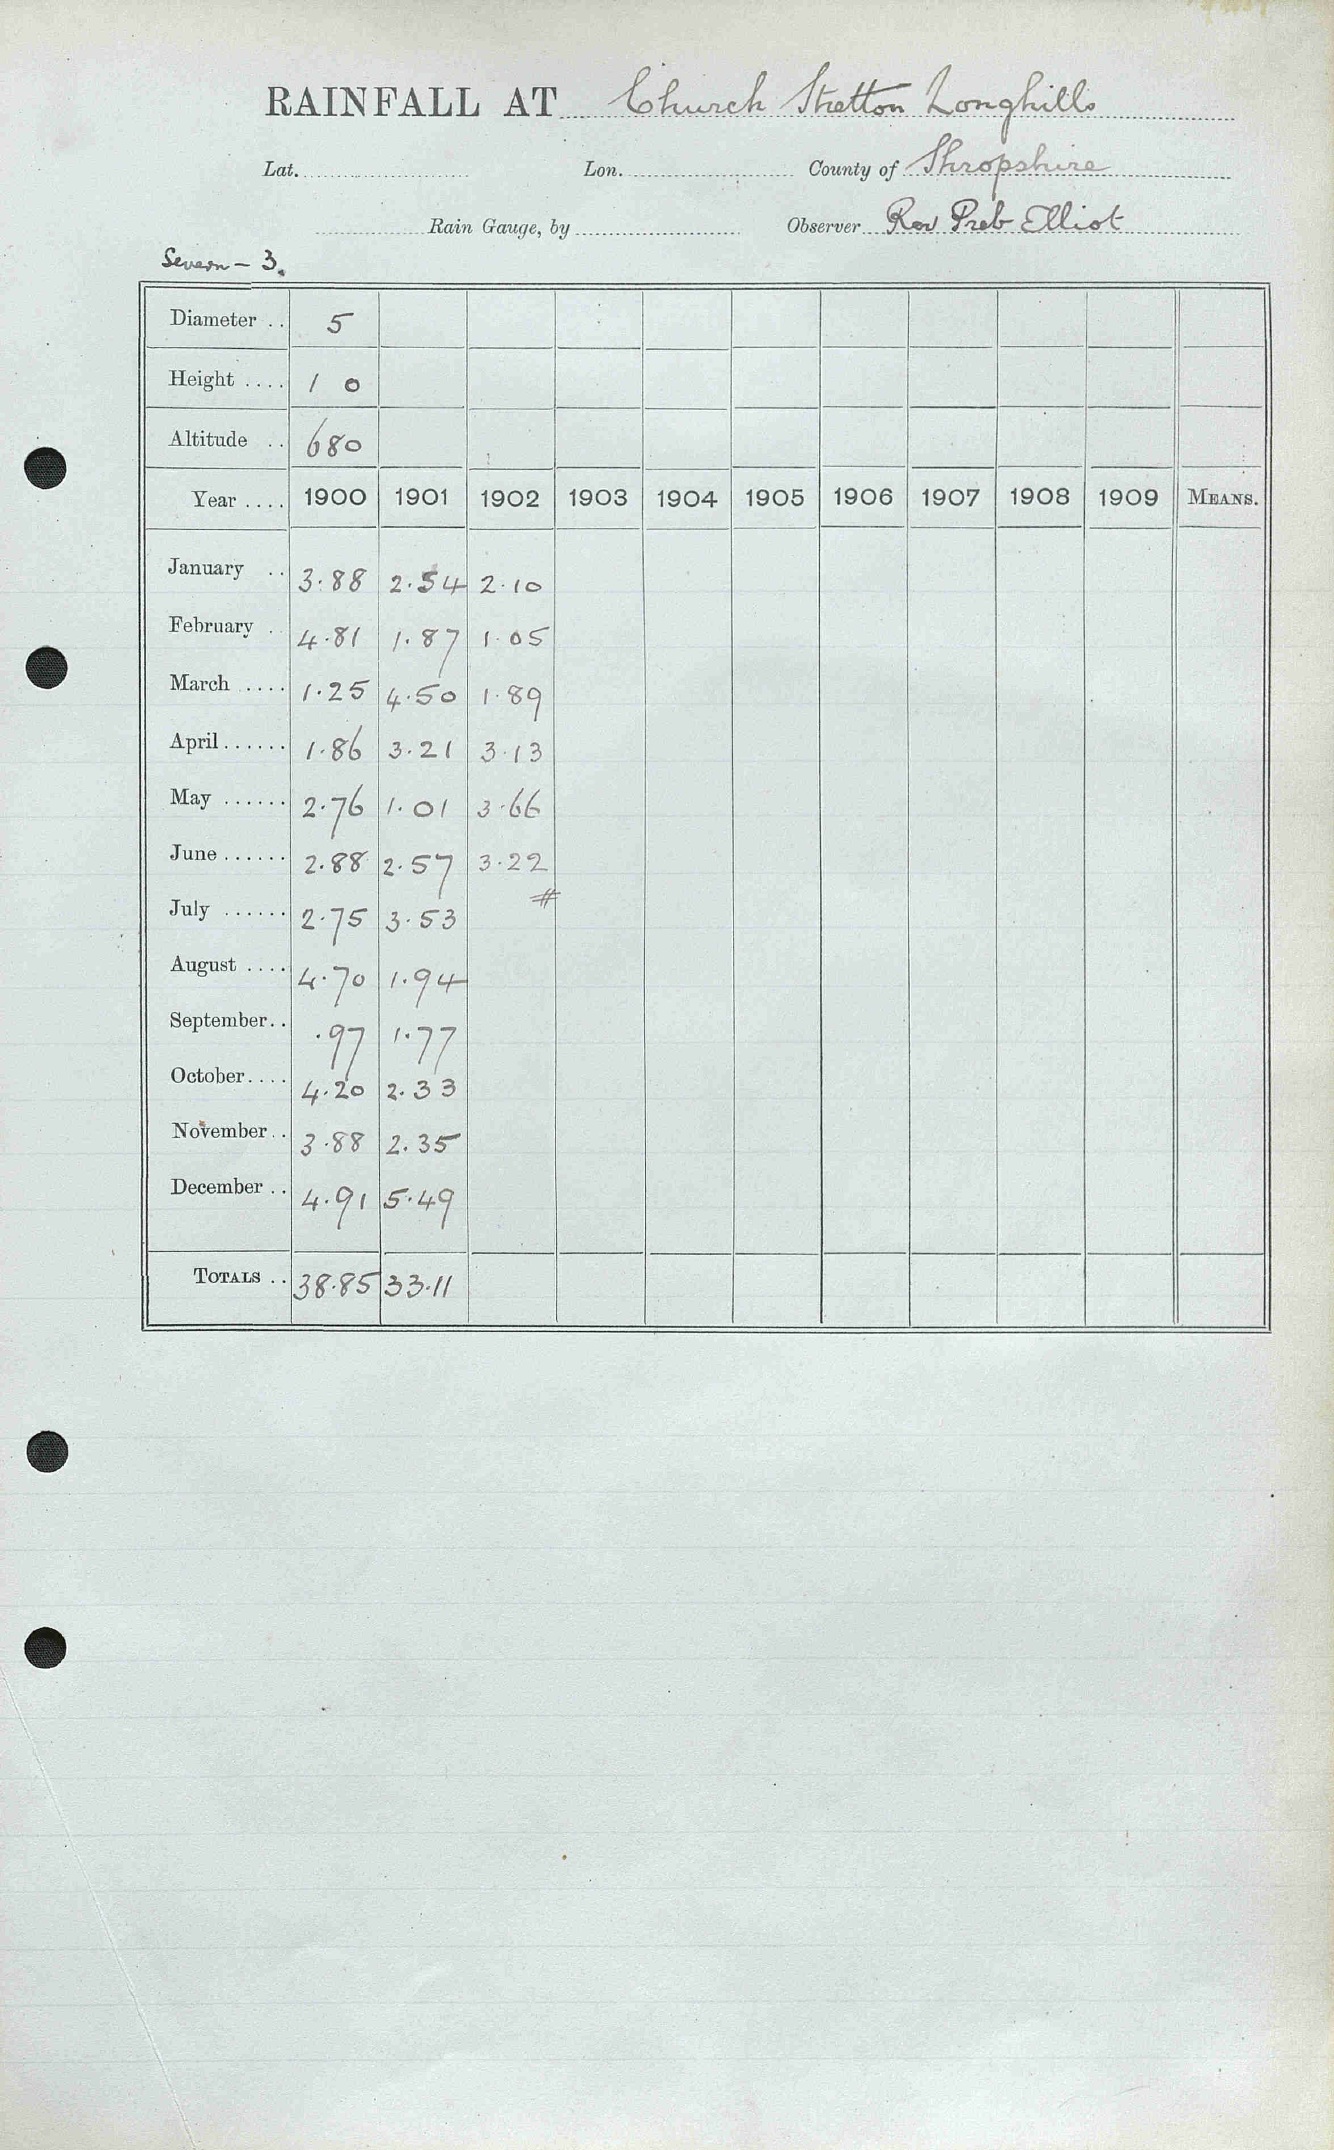 RAINFALL AT Church Stretton Longhills
Lat. Lon. County of Shropshire
Rain Gauge, by Observer Rev Preb Elliot
Severn - 3.
Diameter .. 5
Height .... 1 0
Altitude .. 680
Year .... 1900 1901 1902 1903 1904 1905 1906 1907 1908 1909 MEANS.
January .. 3.88 2.54 2.10
February . 4.81 1.87 1.05
March .... 1.25 4.50 1.89
April ...... 1.86 3.21 3.13
May ...... 2.76 1.01 3.66
June ...... 2.88 2.57 3.22
July ...... 2.75 3.53 #
August .... 4.70 1.94
September.. .97 1.77
October.... 4.20 2.33
November.. 3.88 2.35
December .. 4.91 5.49
TOTALS .. 38.85 33.11